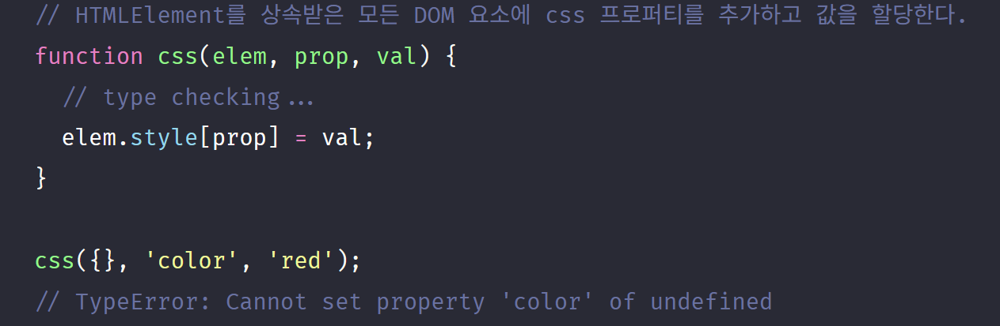 // HTMLElement를 상속받은 모든 DOM 요소에 css 프로퍼티를 추가하고 값을 할당한다.
function css(elem, prop, val) {
  // type checking...
  elem.style[prop] = val;
}

css({}, 'color', 'red');
// TypeError: Cannot set property 'color' of undefined